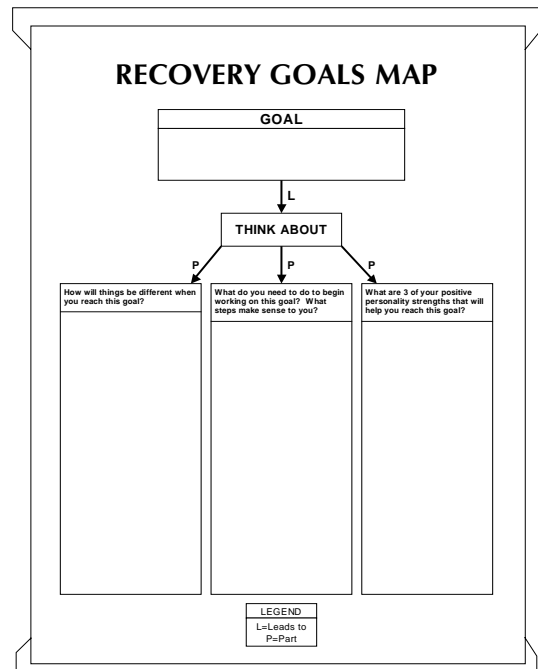 RECOVERY GOALS MAP
GOAL
L
THINK ABOUT
P
P
P
How will things be different when
you reach this goal?
What do you need to do to begin
working on this goal?  What
steps make sense to you?
What are 3 of your positive
personality strengths that will
help you reach this goal?
LEGEND
L=Leads to
P=Part